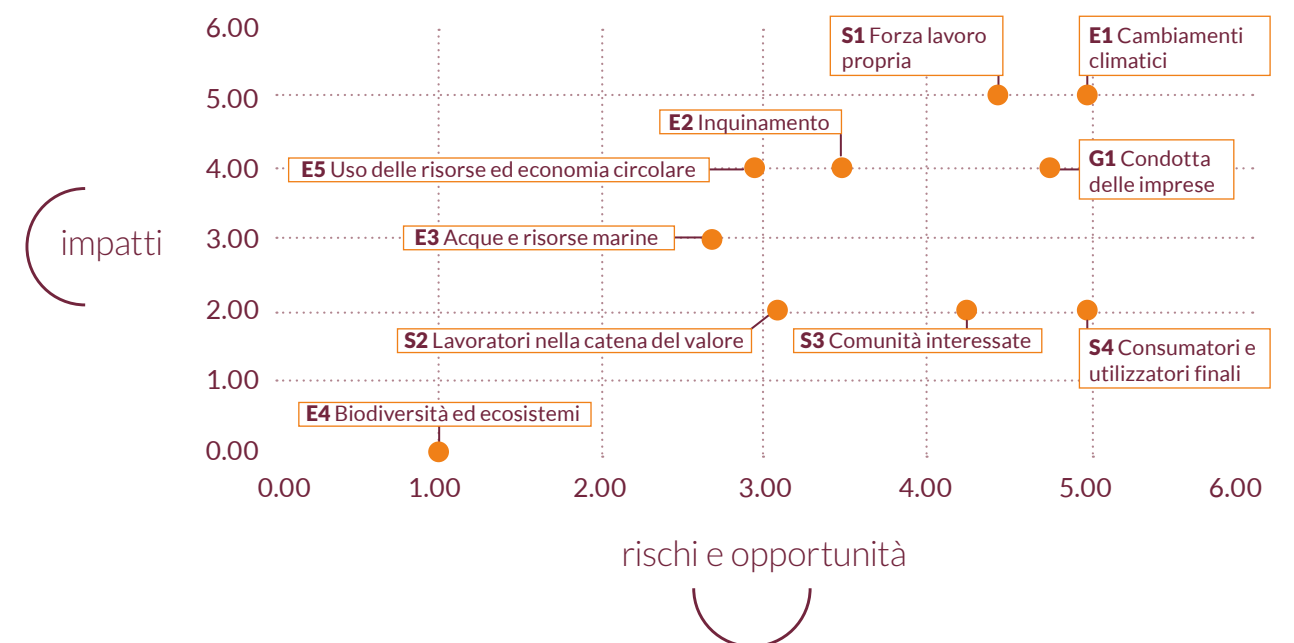 6.00
S1 Forza lavoro
propria
E1 Cambiamenti
climatici
5.00
E2 Inquinamento
4.00
E5 Uso delle risorse ed economia circolare
G1 Condotta
delle imprese
impatti
3.00
E3 Acque e risorse marine
2.00
S2 Lavoratori nella catena del valore
S3 Comunità interessate
S4 Consumatori e
utilizzatori finali
1.00
E4 Biodiversità ed ecosistemi
0.00
0.00 1.00 2.00 3.00 4.00 5.00 6.00
rischi e opportunità